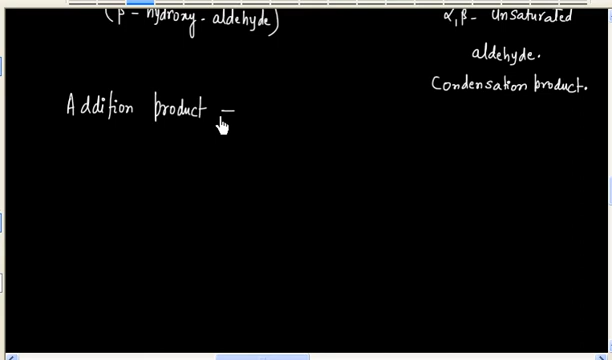 (β - hydroxy - aldehyde)
α,β - Unsaturated
aldehyde.
Condensation product.
Addition product —